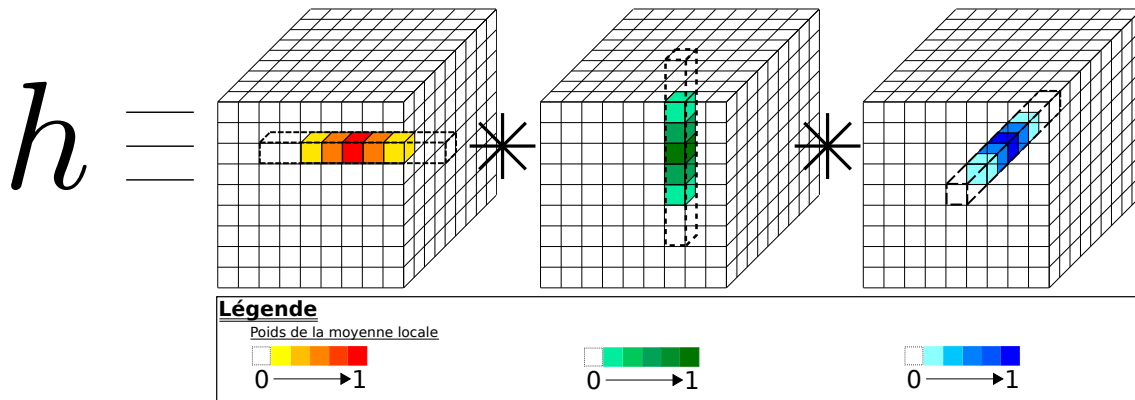 h = * *
Légende
Poids de la moyenne locale
0 → 1 0 → 1 0 → 1